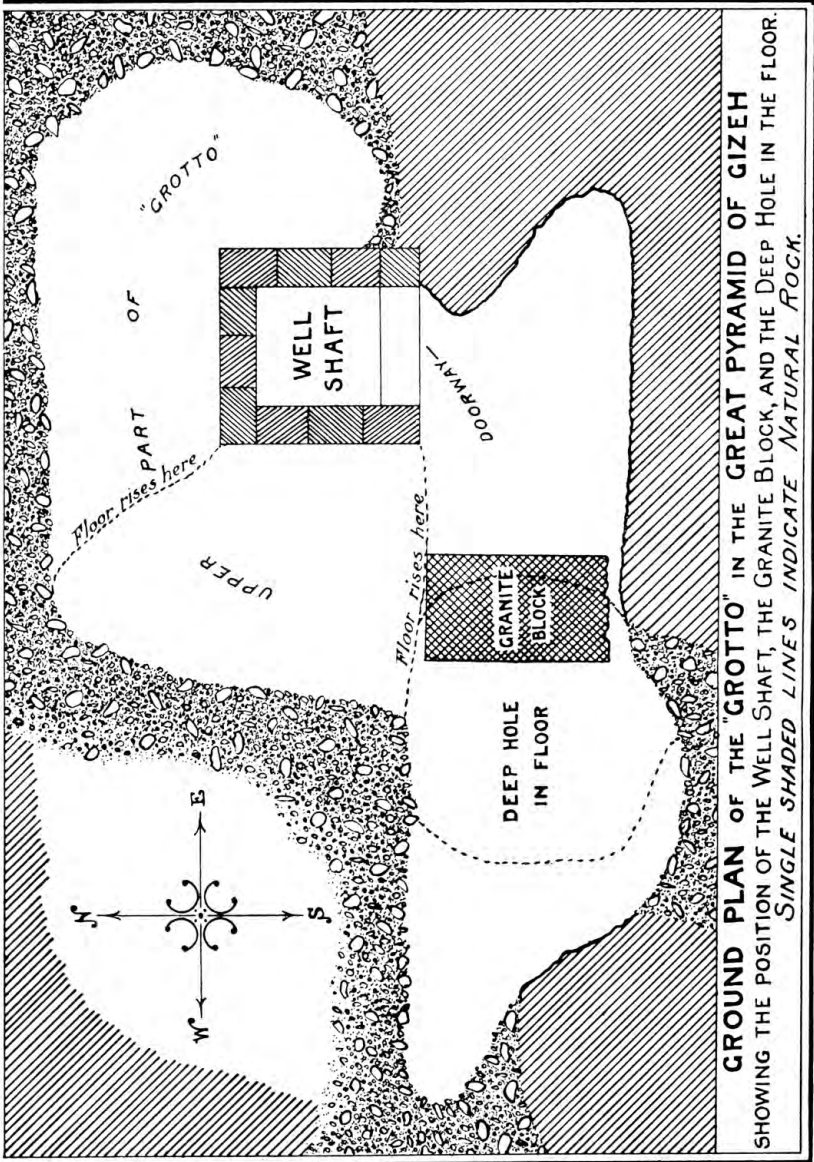 "GROTTO"
OF
PART
Floor rises here
UPPER
WELL
SHAFT
DOORWAY
Floor rises here
GRANITE
BLOCK
DEEP HOLE
IN FLOOR
N
E
S
W
GROUND PLAN OF THE "GROTTO" IN THE GREAT PYRAMID OF GIZEH
SHOWING THE POSITION OF THE WELL SHAFT, THE GRANITE BLOCK, AND THE DEEP HOLE IN THE FLOOR.
SINGLE SHADED LINES INDICATE NATURAL ROCK.